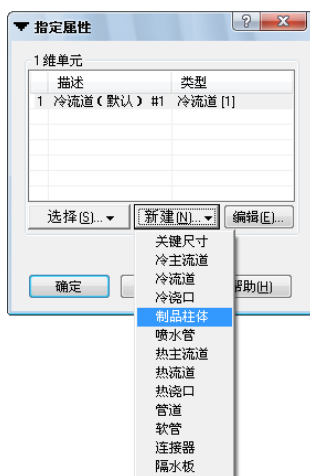 指定属性
1维单元
描述 类型
1 冷流道(默认) #1 冷流道 [1]
选择(S)... 新建(N)... 编辑(E)...
关键尺寸
冷主流道
冷流道
冷浇口
确定 帮助(H)
制品柱体
喷水管
热主流道
热流道
热浇口
管道
软管
连接器
隔水板